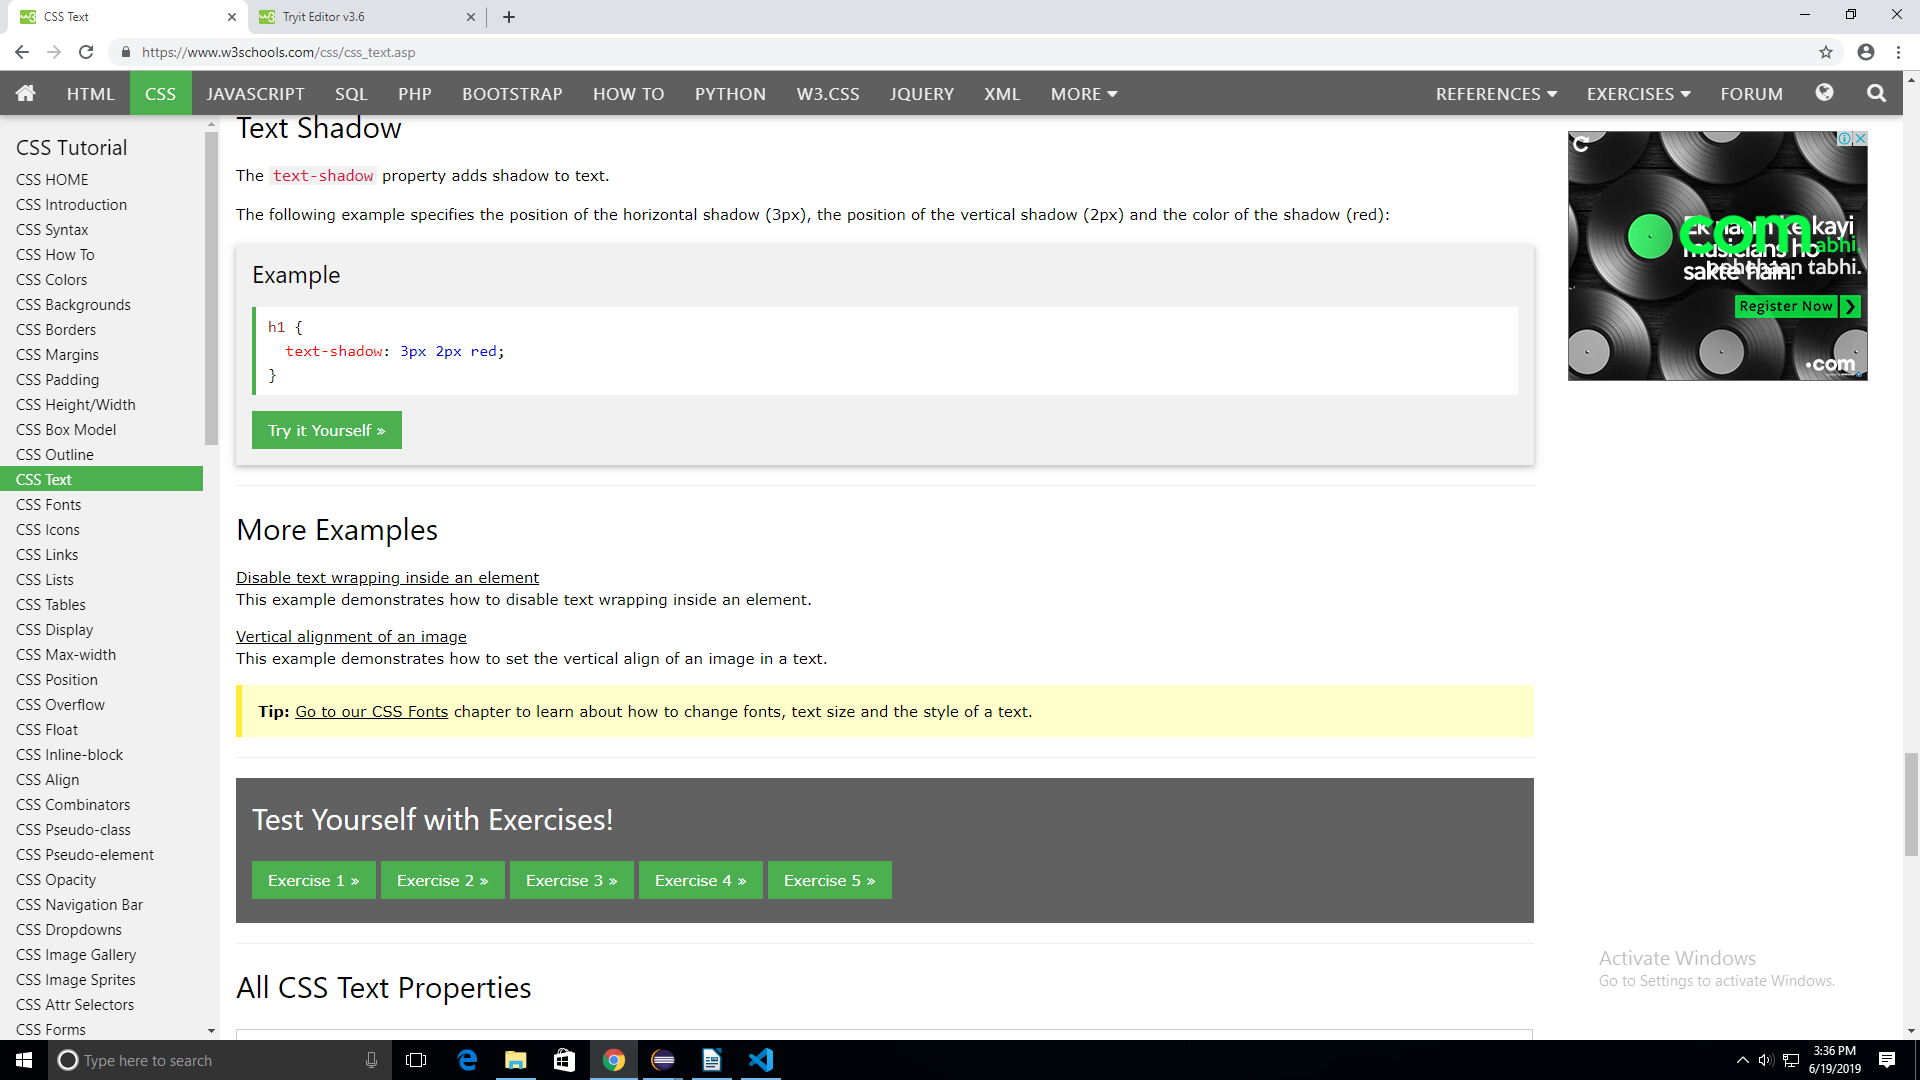 CSS Text
Tryit Editor v3.6
https://www.w3schools.com/css/css_text.asp
HTML
CSS
JAVASCRIPT
SQL
PHP
BOOTSTRAP
HOW TO
PYTHON
W3.CSS
JQUERY
XML
MORE
REFERENCES
EXERCISES
FORUM
CSS Tutorial
CSS HOME
CSS Introduction
CSS Syntax
CSS How To
CSS Colors
CSS Backgrounds
CSS Borders
CSS Margins
CSS Padding
CSS Height/Width
CSS Box Model
CSS Outline
CSS Text
CSS Fonts
CSS Icons
CSS Links
CSS Lists
CSS Tables
CSS Display
CSS Max-width
CSS Position
CSS Overflow
CSS Float
CSS Inline-block
CSS Align
CSS Combinators
CSS Pseudo-class
CSS Pseudo-element
CSS Opacity
CSS Navigation Bar
CSS Dropdowns
CSS Image Gallery
CSS Image Sprites
CSS Attr Selectors
CSS Forms
Text Shadow
The text-shadow property adds shadow to text.
The following example specifies the position of the horizontal shadow (3px), the position of the vertical shadow (2px) and the color of the shadow (red):
Example
h1 {
text-shadow: 3px 2px red;
}
Try it Yourself »
More Examples
Disable text wrapping inside an element
This example demonstrates how to disable text wrapping inside an element.
Vertical alignment of an image
This example demonstrates how to set the vertical align of an image in a text.
Tip: Go to our CSS Fonts chapter to learn about how to change fonts, text size and the style of a text.
Test Yourself with Exercises!
Exercise 1 »
Exercise 2 »
Exercise 3 »
Exercise 4 »
Exercise 5 »
All CSS Text Properties
com
Ek naam ke kayi
musicians ho abhi,
sakte hain. pehchaan tabhi.
Register Now
.com
Activate Windows
Go to Settings to activate Windows.
Type here to search
3:36 PM
6/19/2019